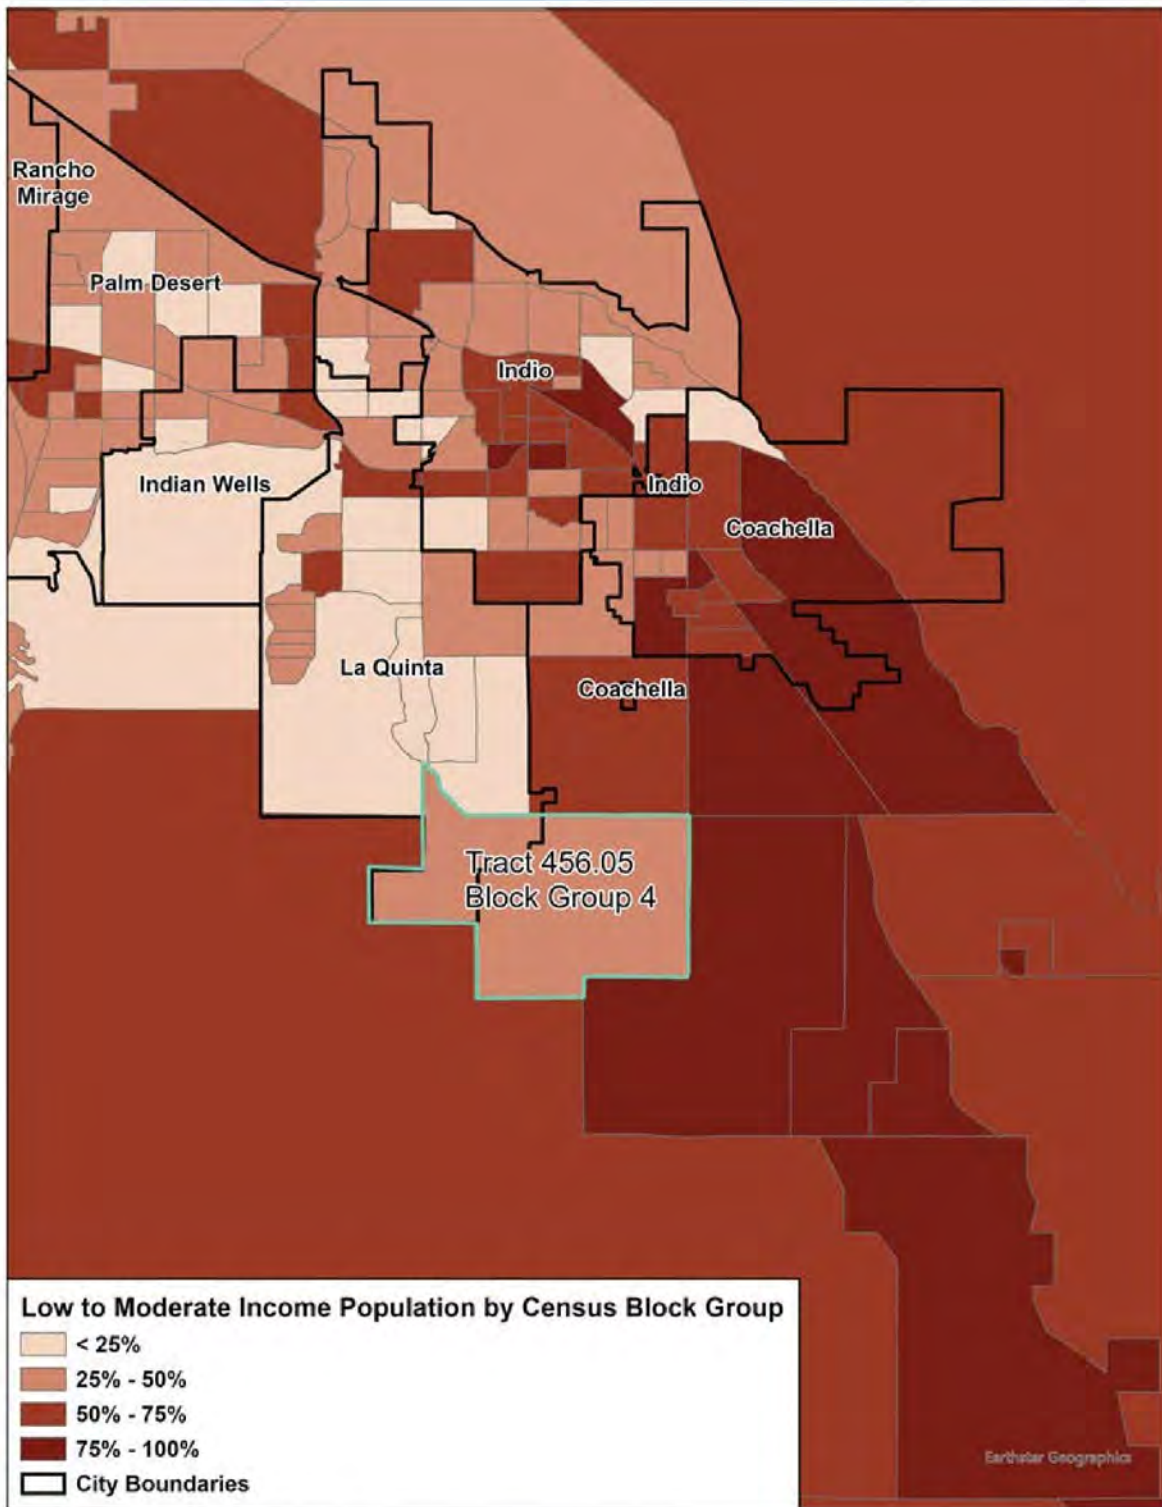 Rancho
Mirage
Palm Desert
Indio
Indian Wells
Indio
Coachella
La Quinta
Coachella
Tract 456.05
Block Group 4
Low to Moderate Income Population by Census Block Group
< 25%
25% - 50%
50% - 75%
75% - 100%
City Boundaries
Earthstar Geographics